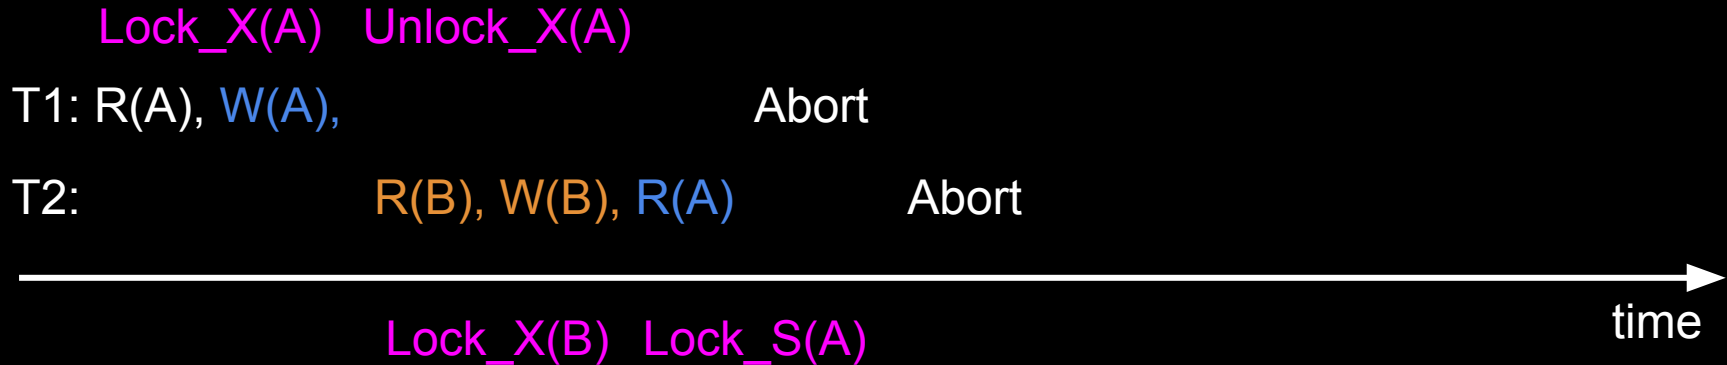 Lock_X(A) Unlock_X(A)
T1: R(A), W(A), Abort
T2: R(B), W(B), R(A) Abort
time
Lock_X(B) Lock_S(A)